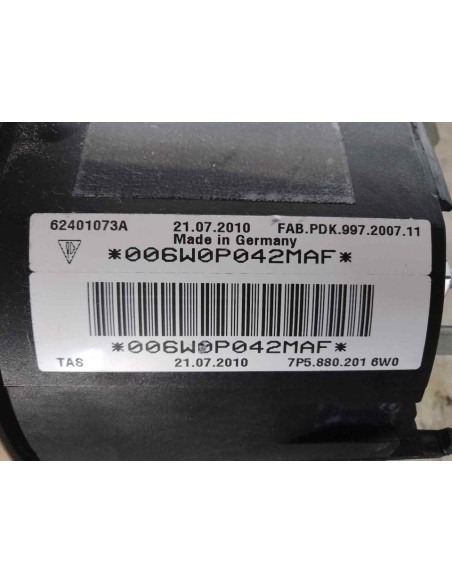 62401073A 21.07.2010 FAB.PDK.997.2007.11
Made in Germany
*006W0P042MAF*
*006W0P042MAF*
TAS 21.07.2010 7P5.880.201 6W0